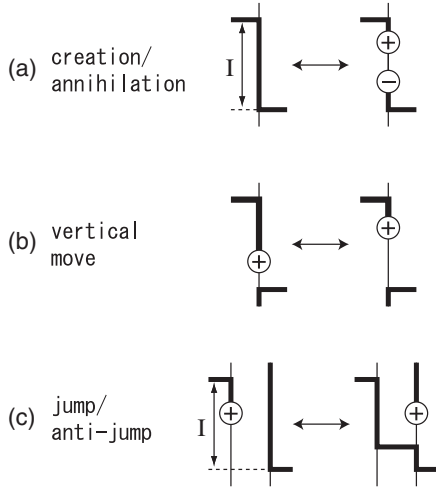 (a) creation/
annihilation
I
+
−
(b) vertical
move
+
+
(c) jump/
anti-jump
I
+
+